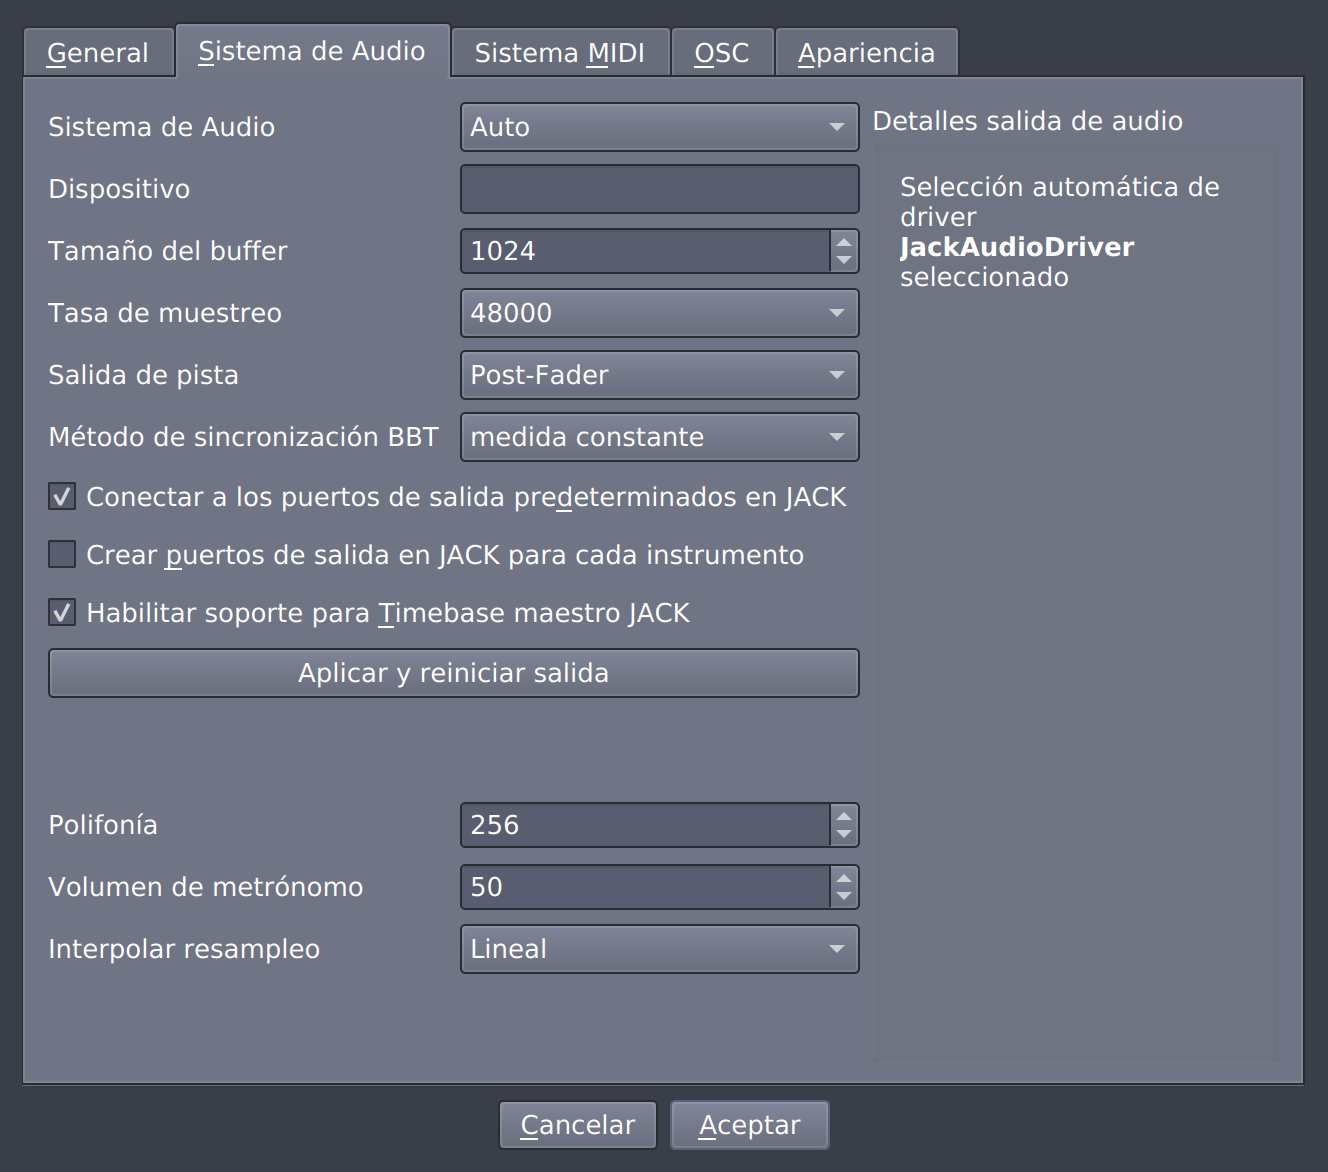 General
Sistema de Audio
Sistema MIDI
OSC
Apariencia
Sistema de Audio
Auto
Dispositivo
Tamaño del buffer
1024
Tasa de muestreo
48000
Salida de pista
Post-Fader
Método de sincronización BBT
medida constante
Conectar a los puertos de salida predeterminados en JACK
Crear puertos de salida en JACK para cada instrumento
Habilitar soporte para Timebase maestro JACK
Aplicar y reiniciar salida
Polifonía
256
Volumen de metrónomo
50
Interpolar resampleo
Lineal
Detalles salida de audio
Selección automática de
driver
JackAudioDriver
seleccionado
Cancelar
Aceptar